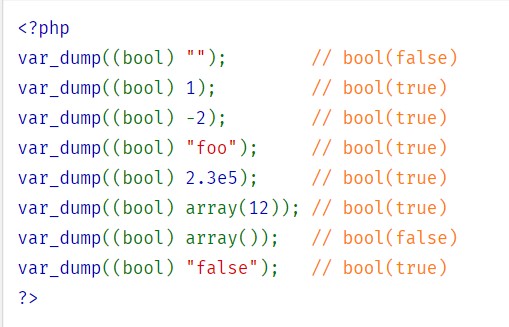 <?php
var_dump((bool) "");        // bool(false)
var_dump((bool) 1);         // bool(true)
var_dump((bool) -2);        // bool(true)
var_dump((bool) "foo");     // bool(true)
var_dump((bool) 2.3e5);     // bool(true)
var_dump((bool) array(12)); // bool(true)
var_dump((bool) array());   // bool(false)
var_dump((bool) "false");   // bool(true)
?>